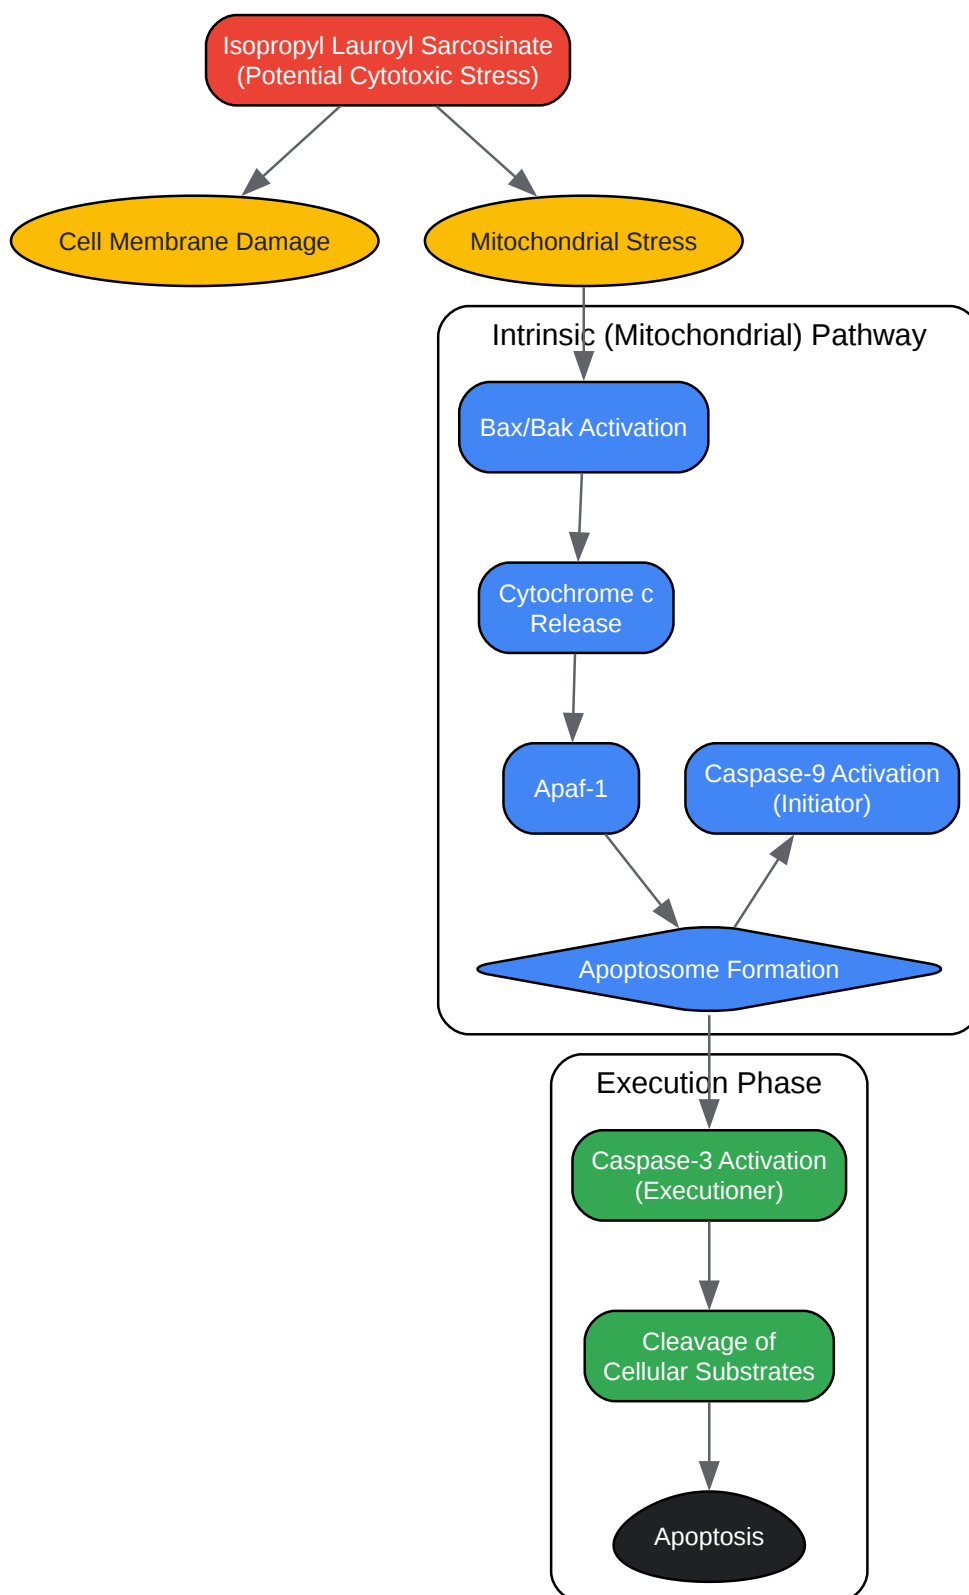 Isopropyl Lauroyl Sarcosinate
(Potential Cytotoxic Stress)
Cell Membrane Damage
Mitochondrial Stress
Intrinsic (Mitochondrial) Pathway
Bax/Bak Activation
Cytochrome c
Release
Apaf-1
Caspase-9 Activation
(Initiator)
Apoptosome Formation
Execution Phase
Caspase-3 Activation
(Executioner)
Cleavage of
Cellular Substrates
Apoptosis